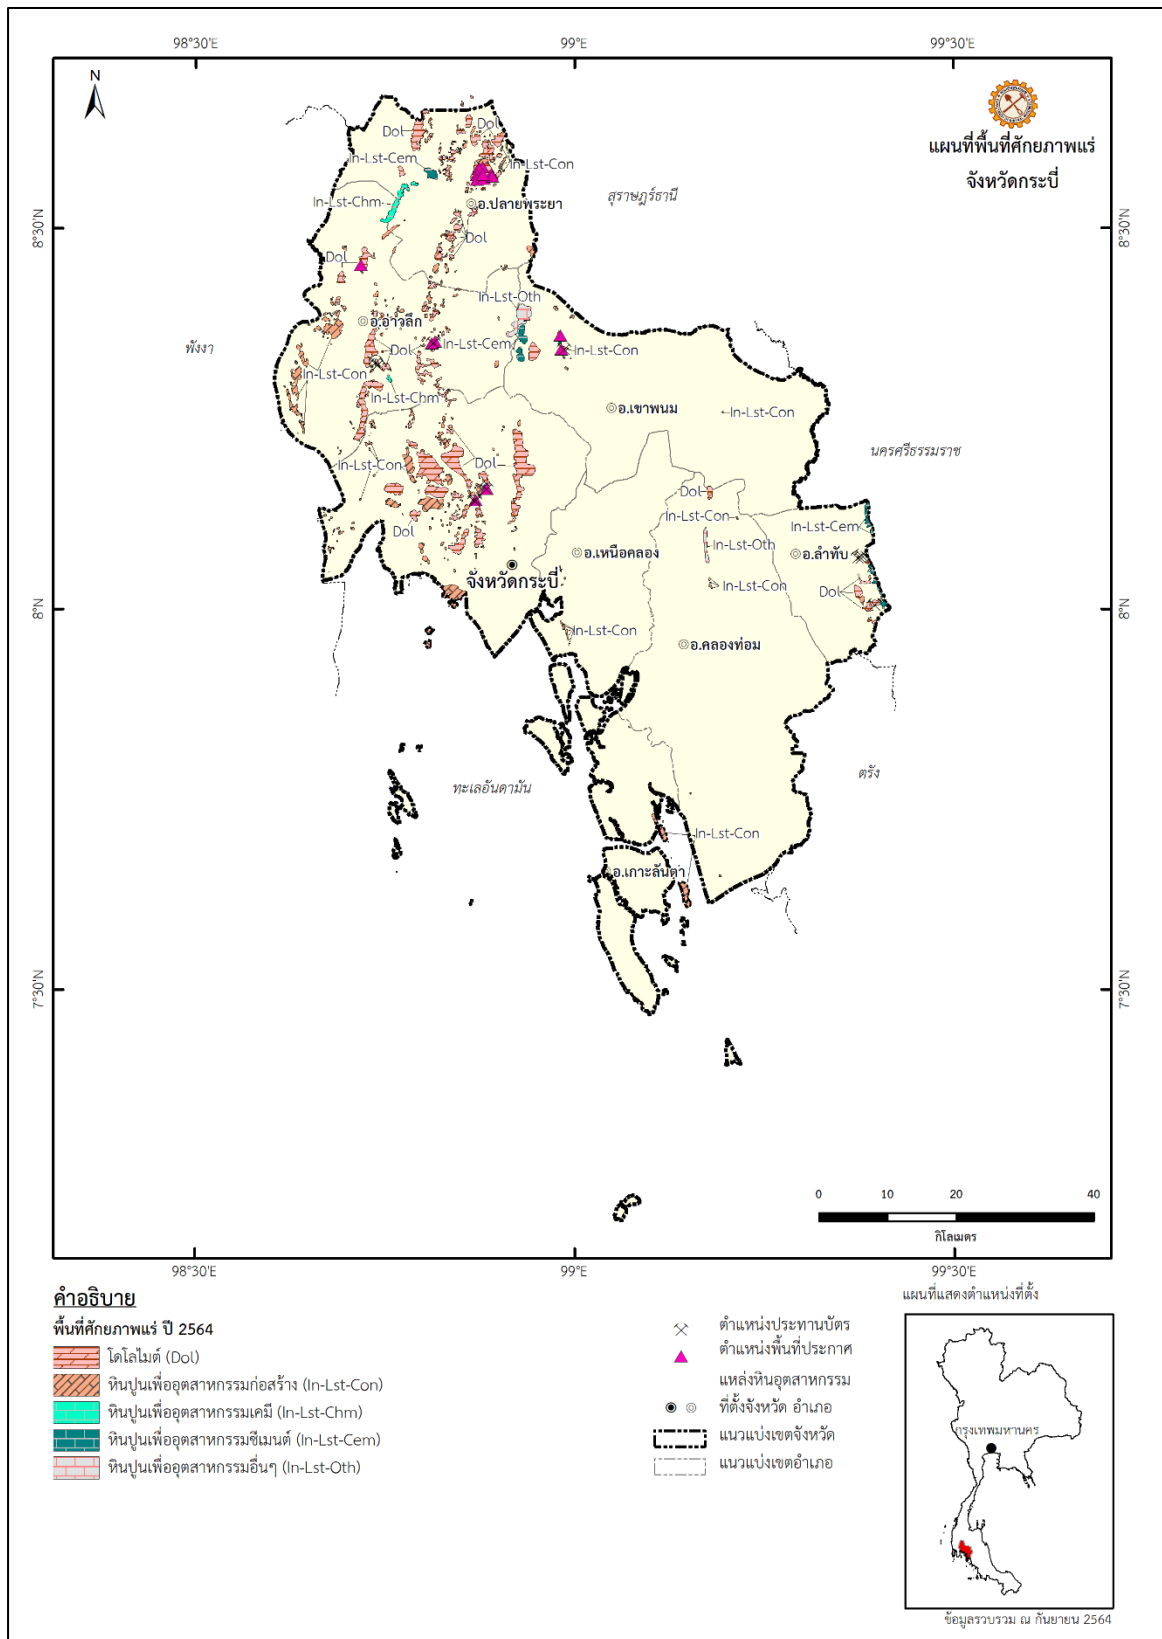 98°30'E
99°E
99°30'E
N
แผนที่พื้นที่ศักยภาพแร่
จังหวัดกระบี่
Dol
Dol
In-Lst-Cem
In-Lst-Con
In-Lst-Chm
อ.ปลายพระยา
สุราษฎร์ธานี
8°30'N
8°30'N
Dol
Dol
In-Lst-Oth
อ.อ่าวลึก
พังงา
Dol
In-Lst-Cem
In-Lst-Con
In-Lst-Con
In-Lst-Chm
อ.เขาพนม
In-Lst-Con
นครศรีธรรมราช
In-Lst-Con
Dol
Dol
In-Lst-Con
In-Lst-Cem
Dol
In-Lst-Oth
อ.เหนือคลอง
อ.ลำทับ
จังหวัดกระบี่
In-Lst-Con
Dol
8°N
8°N
In-Lst-Con
อ.คลองท่อม
ทะเลอันดามัน
ตรัง
In-Lst-Con
อ.เกาะลันตา
7°30'N
7°30'N
0 10 20 40
กิโลเมตร
98°30'E
99°E
99°30'E
คำอธิบาย
พื้นที่ศักยภาพแร่ ปี 2564
โดโลไมต์ (Dol)
หินปูนเพื่ออุตสาหกรรมก่อสร้าง (In-Lst-Con)
หินปูนเพื่ออุตสาหกรรมเคมี (In-Lst-Chm)
หินปูนเพื่ออุตสาหกรรมซีเมนต์ (In-Lst-Cem)
หินปูนเพื่ออุตสาหกรรมอื่นๆ (In-Lst-Oth)
ตำแหน่งประทานบัตร
ตำแหน่งพื้นที่ประกาศ
แหล่งหินอุตสาหกรรม
ที่ตั้งจังหวัด อำเภอ
แนวแบ่งเขตจังหวัด
แนวแบ่งเขตอำเภอ
แผนที่แสดงตำแหน่งที่ตั้ง
กรุงเทพมหานคร
ข้อมูลรวบรวม ณ กันยายน 2564